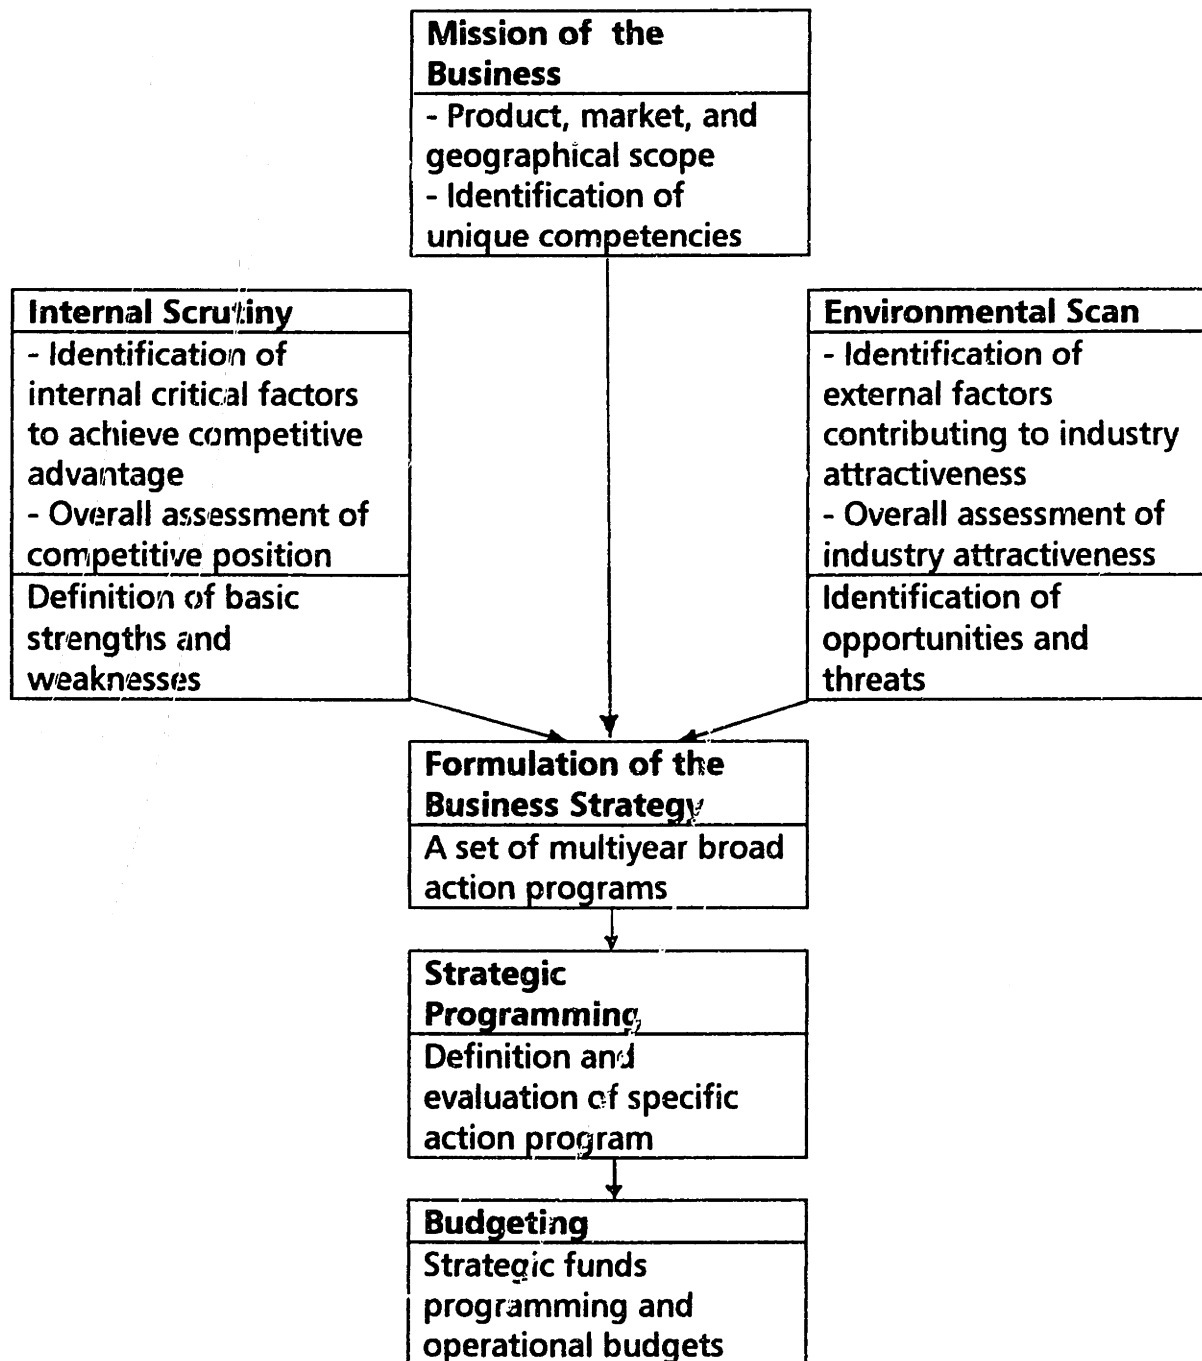 Mission of the
Business
- Product, market, and
geographical scope
- Identification of
unique competencies
Internal Scrutiny
- Identification of
internal critical factors
to achieve competitive
advantage
- Overall assessment of
competitive position
Definition of basic
strengths and
weaknesses
Environmental Scan
- Identification of
external factors
contributing to industry
attractiveness
- Overall assessment of
industry attractiveness
Identification of
opportunities and
threats
Formulation of the
Business Strategy
A set of multiyear broad
action programs
Strategic
Programming
Definition and
evaluation of specific
action program
Budgeting
Strategic funds
programming and
operational budgets